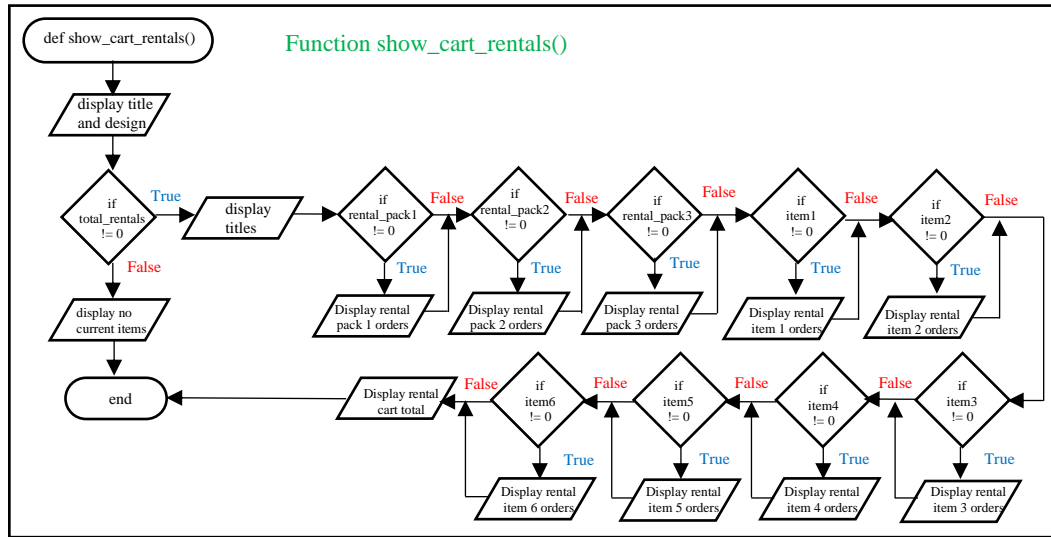 def show_cart_rentals()
Function show_cart_rentals()
display title
and design
if
total_rentals
!= 0
True
False
display
titles
if
rental_pack1
!= 0
False
True
Display rental
pack 1 orders
if
rental_pack2
!= 0
False
True
Display rental
pack 2 orders
if
rental_pack3
!= 0
False
True
Display rental
pack 3 orders
if
item1
!= 0
False
True
Display rental
item 1 orders
if
item2
!= 0
False
True
Display rental
item 2 orders
if
item3
!= 0
False
True
Display rental
item 3 orders
if
item4
!= 0
False
True
Display rental
item 4 orders
if
item5
!= 0
False
True
Display rental
item 5 orders
if
item6
!= 0
False
True
Display rental
item 6 orders
Display rental
cart total
display no
current items
end